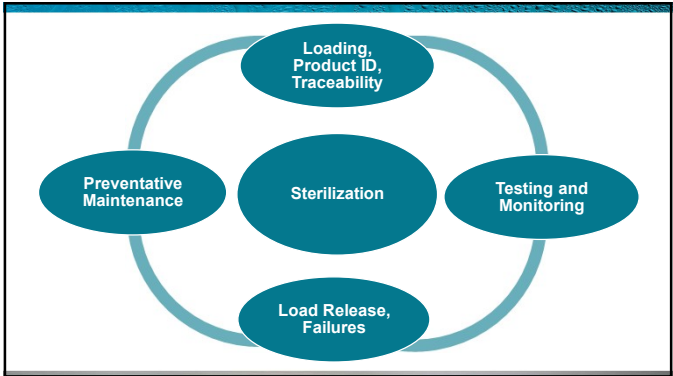 Loading,
Product ID,
Traceability
Preventative
Maintenance
Sterilization
Testing and
Monitoring
Load Release,
Failures